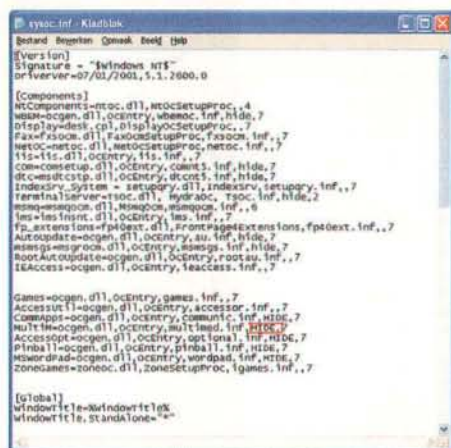 sysoc.inf - Kladblok
Bestand Bewerken Opmaak Beeld Help
[Version]
Signature = "$Windows NT$"
DriverVer=07/01/2001,5.1.2600.0

[Components]
NtComponents=ntoc.dll,NtOcSetupProc,,4
WBEM=ocgen.dll,OcEntry,wbemoc.inf,hide,7
Display=desk.cpl,DisplayOcSetupProc,,7
Fax=fxsocm.dll,FaxOcmSetupProc,fxsocm.inf,,7
NetOC=netoc.dll,NetOcSetupProc,netoc.inf,,7
iis=iis.dll,OcEntry,iis.inf,,7
com=comsetup.dll,OcEntry,comnt5.inf,hide,7
dtc=msdtcstp.dll,OcEntry,dtcnt5.inf,hide,7
IndexSrv_System = setupqry.dll,IndexSrv,setupqry.inf,,7
TerminalServer=TsOc.dll, HydraOc, TsOc.inf,hide,2
msmq=msmqocm.dll,MsmqOcm,msmqocm.inf,,6
ims=imsinsnt.dll,OcEntry,ims.inf,,7
fp_extensions=fp40ext.dll,FrontPage4Extensions,fp40ext.inf,,7
AutoUpdate=ocgen.dll,OcEntry,au.inf,hide,7
msmsgs=msgrocm.dll,OcEntry,msmsgs.inf,hide,7
RootAutoUpdate=ocgen.dll,OcEntry,rootau.inf,,7
IEAccess=ocgen.dll,OcEntry,ieaccess.inf,,7

Games=ocgen.dll,OcEntry,games.inf,,7
AccessUtil=ocgen.dll,OcEntry,accessor.inf,,7
CommApps=ocgen.dll,OcEntry,communic.inf,HIDE,7
MultiM=ocgen.dll,OcEntry,multimed.inf,HIDE,7
AccessOpt=ocgen.dll,OcEntry,optional.inf,HIDE,7
Pinball=ocgen.dll,OcEntry,pinball.inf,HIDE,7
MSWordPad=ocgen.dll,OcEntry,wordpad.inf,HIDE,7
ZoneGames=zoneoc.dll,ZoneSetupProc,igames.inf,,7

[Global]
WindowTitle=%WindowTitle%
WindowTitle.StandAlone="*"